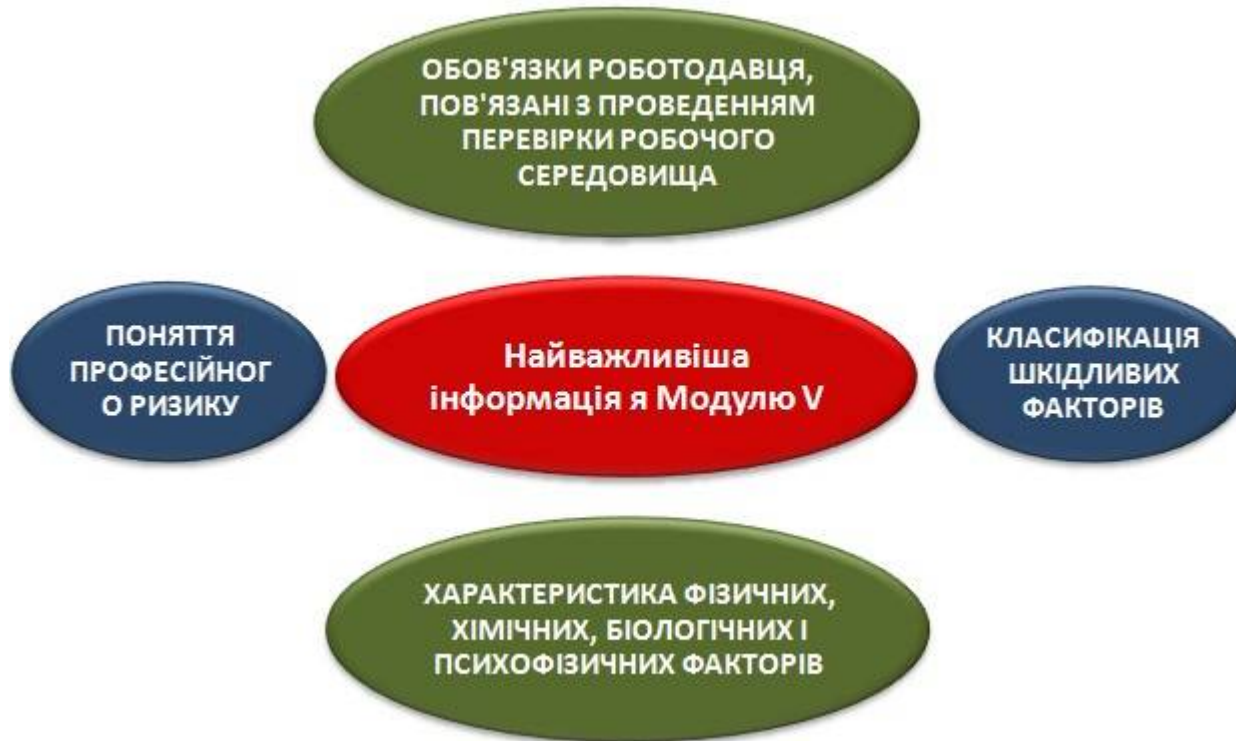 ОБОВ'ЯЗКИ РОБОТОДАВЦЯ,
ПОВ'ЯЗАНІ З ПРОВЕДЕННЯМ
ПЕРЕВІРКИ РОБОЧОГО
СЕРЕДОВИЩА
ПОНЯТТЯ
ПРОФЕСІЙНОГ
О РИЗИКУ
Найважливіша
інформація я Модулю V
КЛАСИФІКАЦІЯ
ШКІДЛИВИХ
ФАКТОРІВ
ХАРАКТЕРИСТИКА ФІЗИЧНИХ,
ХІМІЧНИХ, БІОЛОГІЧНИХ І
ПСИХОФІЗИЧНИХ ФАКТОРІВ